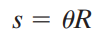 s = θR